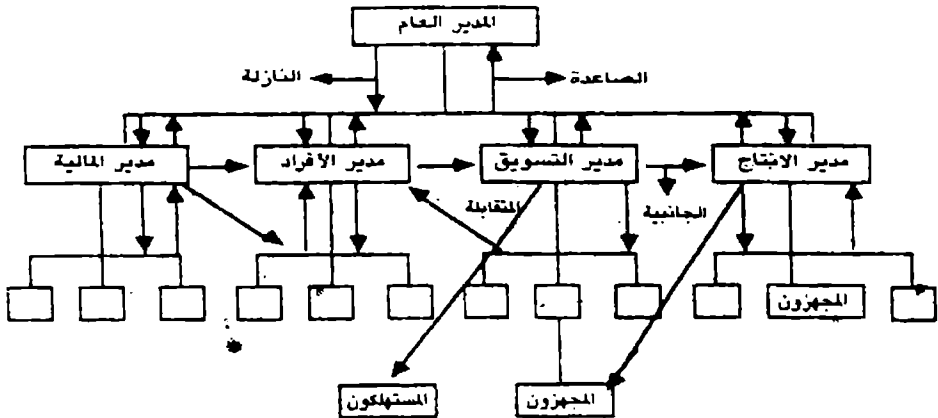 المدير العام
الصاعدة
النازلة
مدير الانتاج
مدير التسويق
مدير الأفراد
مدير المالية
الجانبية
المتقابلة
المجهزون
المجهزون
المستهلكون